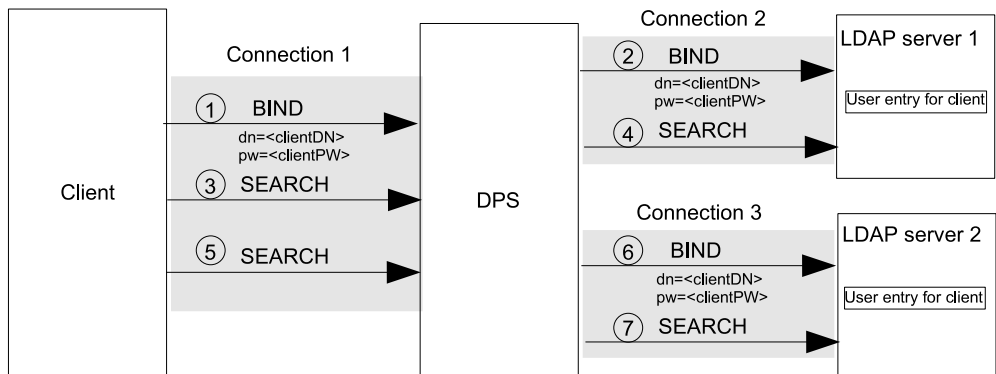 Client
Connection 1
1 BIND
dn=<clientDN>
pw=<clientPW>
3 SEARCH
5 SEARCH
DPS
Connection 2
2 BIND
dn=<clientDN>
pw=<clientPW>
4 SEARCH
LDAP server 1
User entry for client
Connection 3
6 BIND
dn=<clientDN>
pw=<clientPW>
7 SEARCH
LDAP server 2
User entry for client